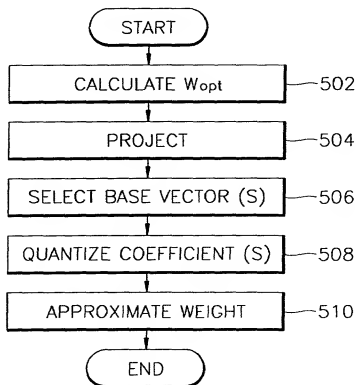 START
CALCULATE Wopt 502
PROJECT 504
SELECT BASE VECTOR (S) 506
QUANTIZE COEFFICIENT (S) 508
APPROXIMATE WEIGHT 510
END